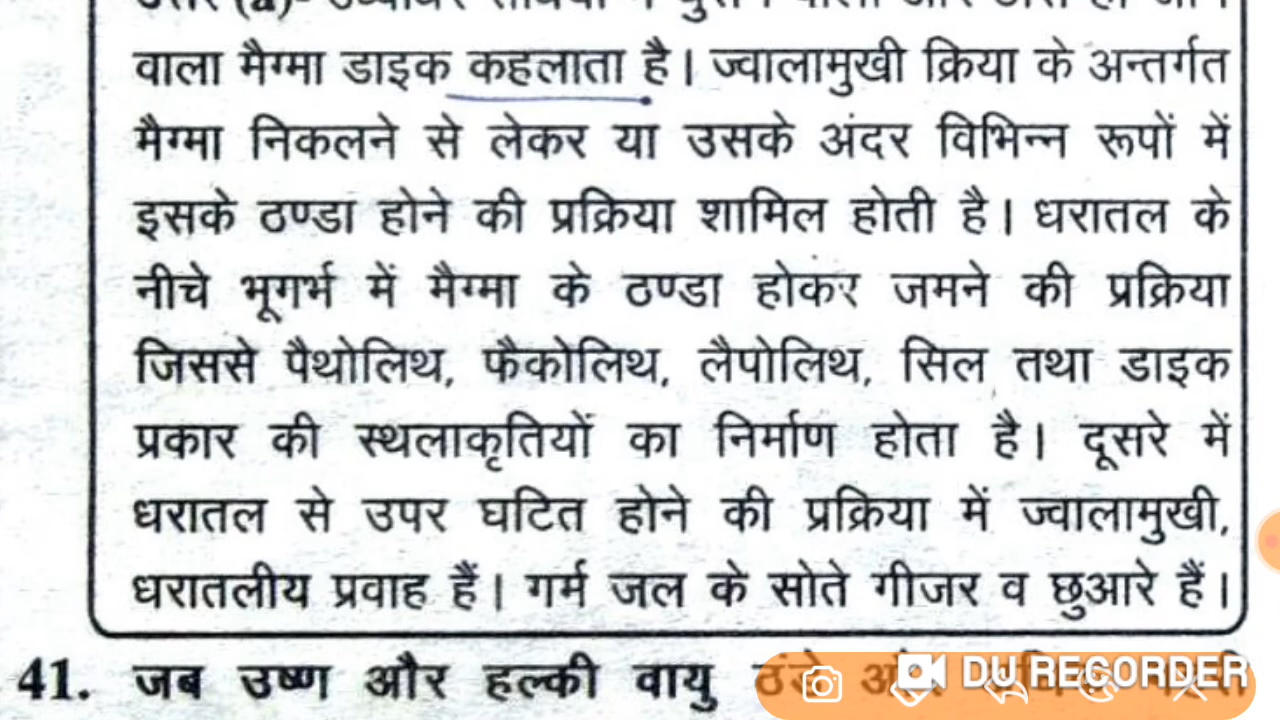 वाला मैग्मा डाइक कहलाता है। ज्वालामुखी क्रिया के अन्तर्गत
मैग्मा निकलने से लेकर या उसके अंदर विभिन्न रूपों में
इसके ठण्डा होने की प्रक्रिया शामिल होती है। धरातल के
नीचे भूगर्भ में मैग्मा के ठण्डा होकर जमने की प्रक्रिया
जिससे पैथोलिथ, फैकोलिथ, लैपोलिथ, सिल तथा डाइक
प्रकार की स्थलाकृतियों का निर्माण होता है। दूसरे में
धरातल से उपर घटित होने की प्रक्रिया में ज्वालामुखी,
धरातलीय प्रवाह हैं। गर्म जल के सोते गीजर व छुआरे हैं।
41. जब उष्ण और हल्की वायु
DU RECORDER